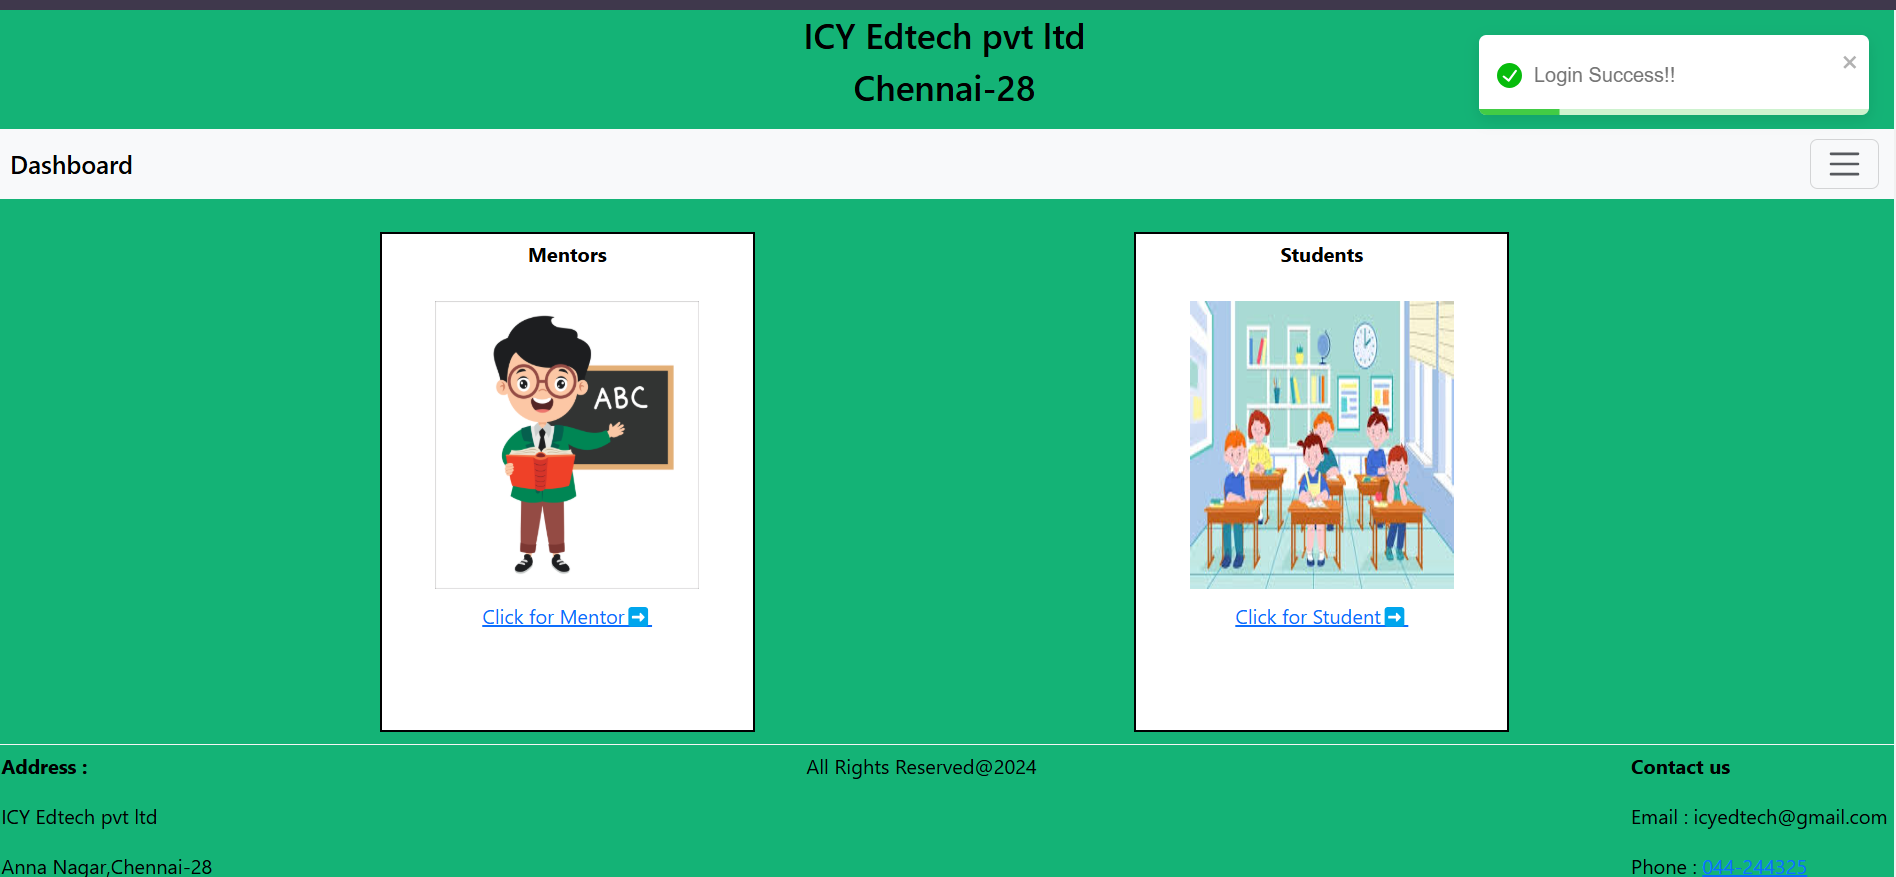 ICY Edtech pvt ltd
Chennai-28
Login Success!!
Dashboard
Mentors
ABC
Click for Mentor➡
Students
Click for Student➡
Address :
ICY Edtech pvt ltd
Anna Nagar,Chennai-28
All Rights Reserved@2024
Contact us
Email : icyedtech@gmail.com
Phone : 044-244325